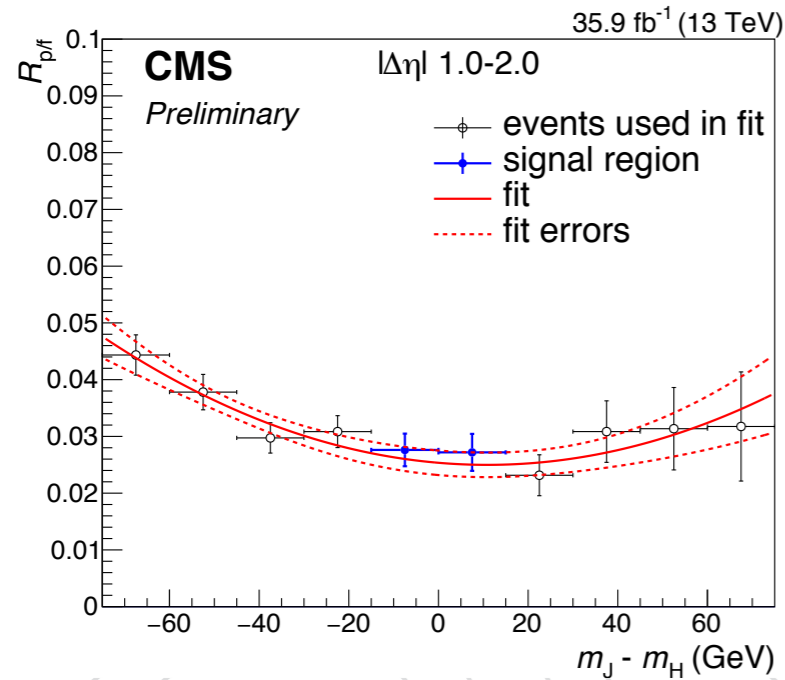 35.9 fb⁻¹ (13 TeV)
R_p/f
CMS
Preliminary
|Δη| 1.0-2.0
events used in fit
signal region
fit
fit errors
0.1
0.09
0.08
0.07
0.06
0.05
0.04
0.03
0.02
0.01
0
−60 −40 −20 0 20 40 60
m_J - m_H (GeV)